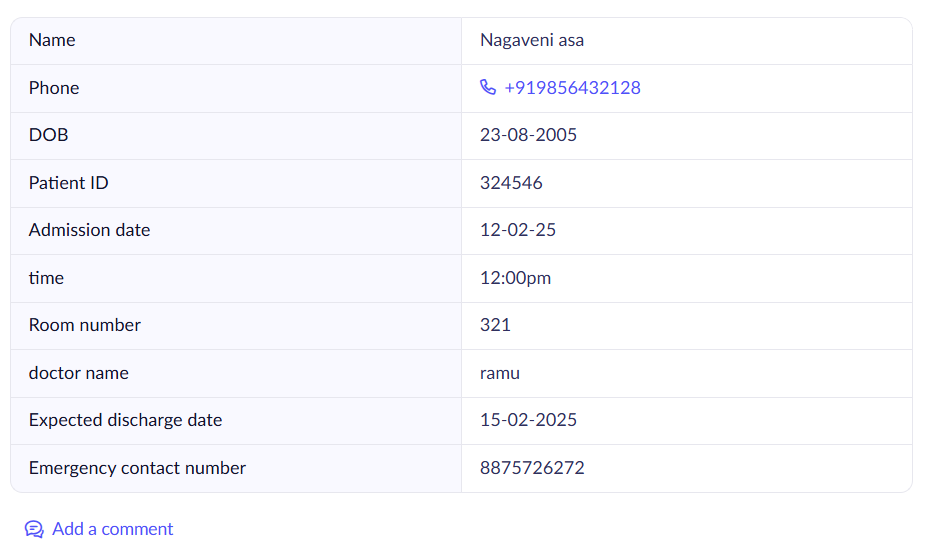 Name Nagaveni asa
Phone +919856432128
DOB 23-08-2005
Patient ID 324546
Admission date 12-02-25
time 12:00pm
Room number 321
doctor name ramu
Expected discharge date 15-02-2025
Emergency contact number 8875726272
Add a comment